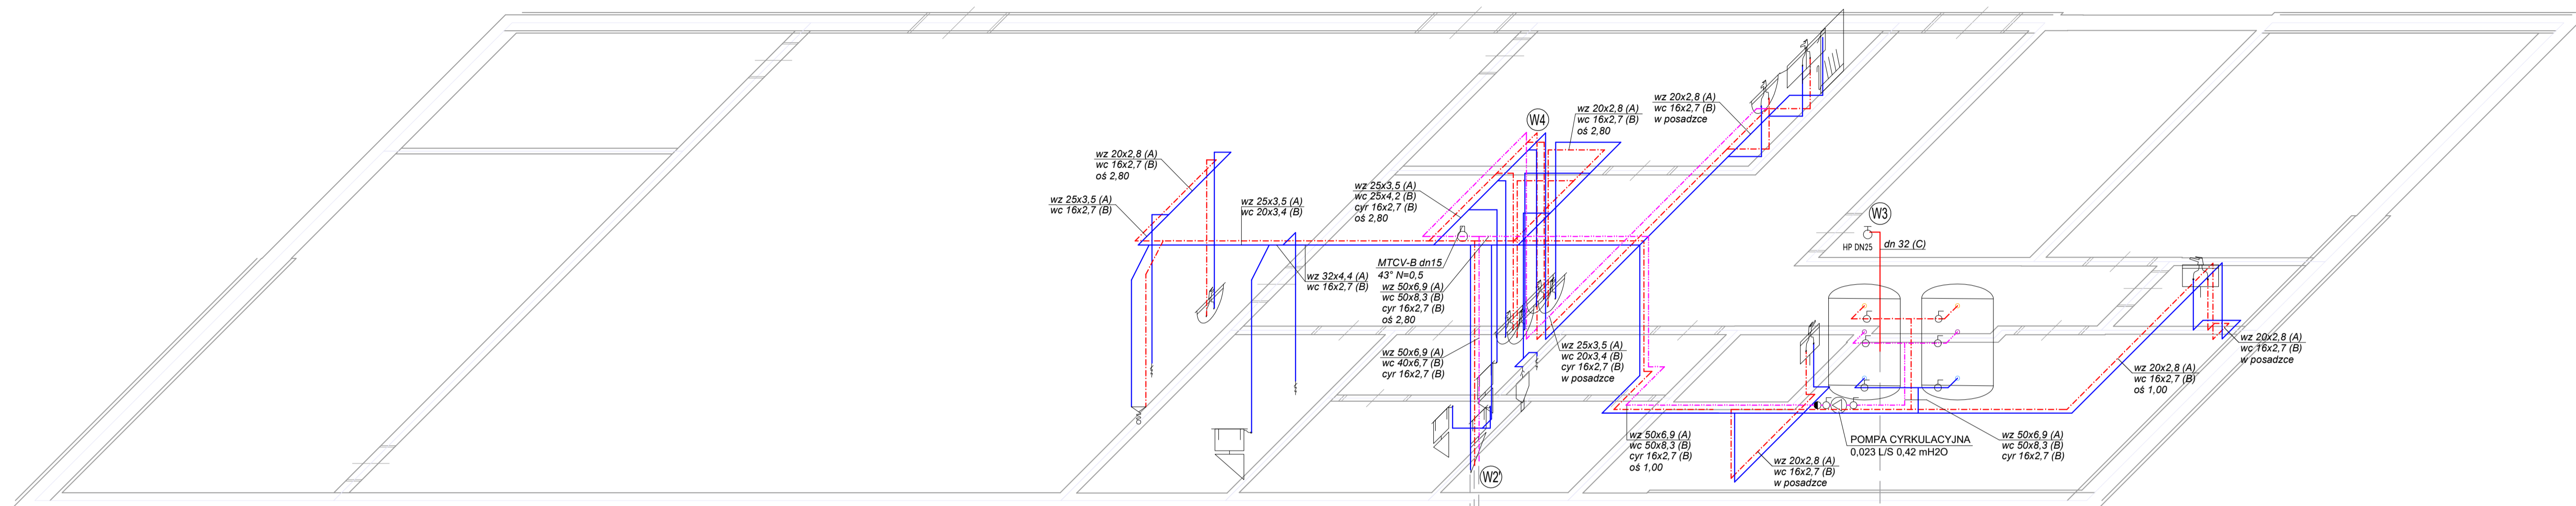 wz 20x2,8 (A)
wc 16x2,7 (B)
oś 2,80
wz 25x3,5 (A)
wc 16x2,7 (B)
wz 25x3,5 (A)
wc 20x3,4 (B)
wz 32x4,4 (A)
wc 16x2,7 (B)
wz 25x3,5 (A)
wc 25x4,2 (B)
cyr 16x2,7 (B)
oś 2,80
MTCV-B dn15
43° N=0,5
wz 50x6,9 (A)
wc 50x8,3 (B)
cyr 16x2,7 (B)
oś 2,80
wz 50x6,9 (A)
wc 40x6,7 (B)
cyr 16x2,7 (B)
W2'
W4
wz 20x2,8 (A)
wc 16x2,7 (B)
oś 2,80
wz 20x2,8 (A)
wc 16x2,7 (B)
w posadzce
wz 25x3,5 (A)
wc 20x3,4 (B)
cyr 16x2,7 (B)
w posadzce
wz 50x6,9 (A)
wc 50x8,3 (B)
cyr 16x2,7 (B)
oś 1,00
wz 20x2,8 (A)
wc 16x2,7 (B)
w posadzce
W3
HP DN25
dn 32 (C)
POMPA CYRKULACYJNA
0,023 L/S 0,42 mH2O
wz 50x6,9 (A)
wc 50x8,3 (B)
cyr 16x2,7 (B)
wz 20x2,8 (A)
wc 16x2,7 (B)
oś 1,00
wz 20x2,8 (A)
wc 16x2,7 (B)
w posadzce